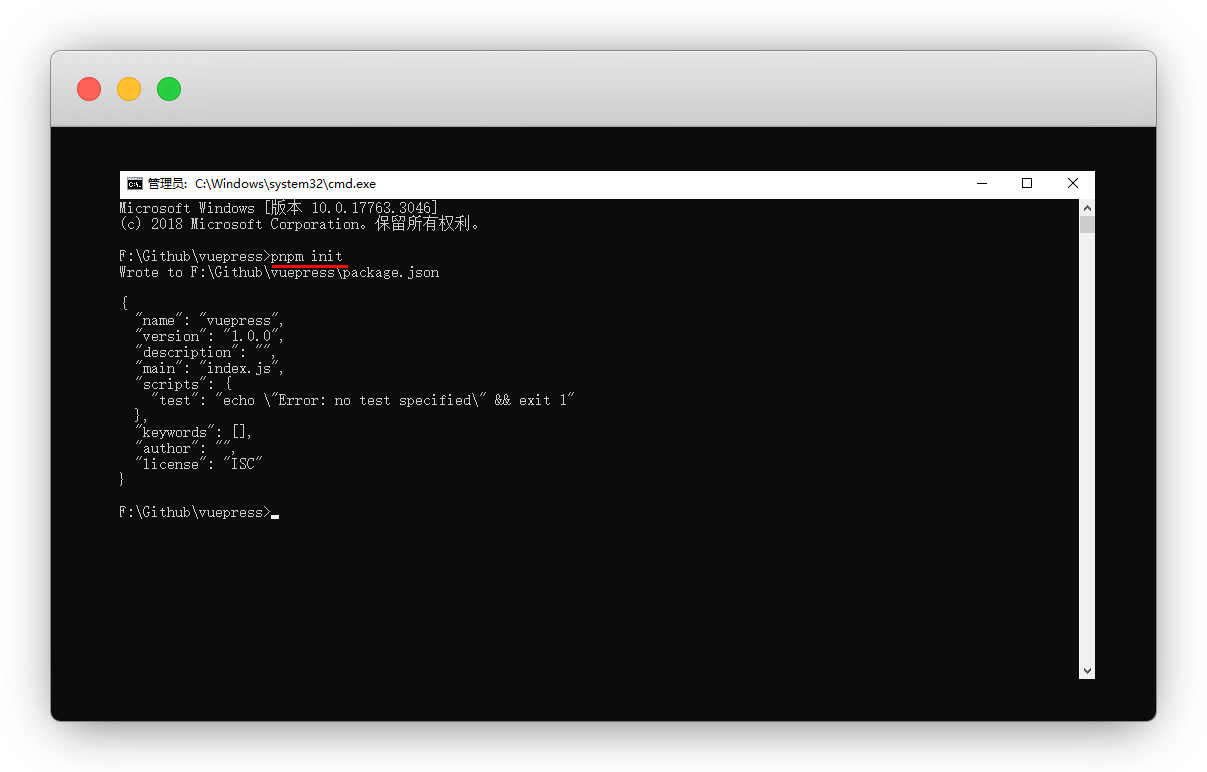 管理员: C:\Windows\system32\cmd.exe
Microsoft Windows [版本 10.0.17763.3046]
(c) 2018 Microsoft Corporation。保留所有权利。
F:\Github\vuepress>pnpm init
Wrote to F:\Github\vuepress\package.json
{
  "name": "vuepress",
  "version": "1.0.0",
  "description": "",
  "main": "index.js",
  "scripts": {
    "test": "echo \"Error: no test specified\" && exit 1"
  },
  "keywords": [],
  "author": "",
  "license": "ISC"
}
F:\Github\vuepress>